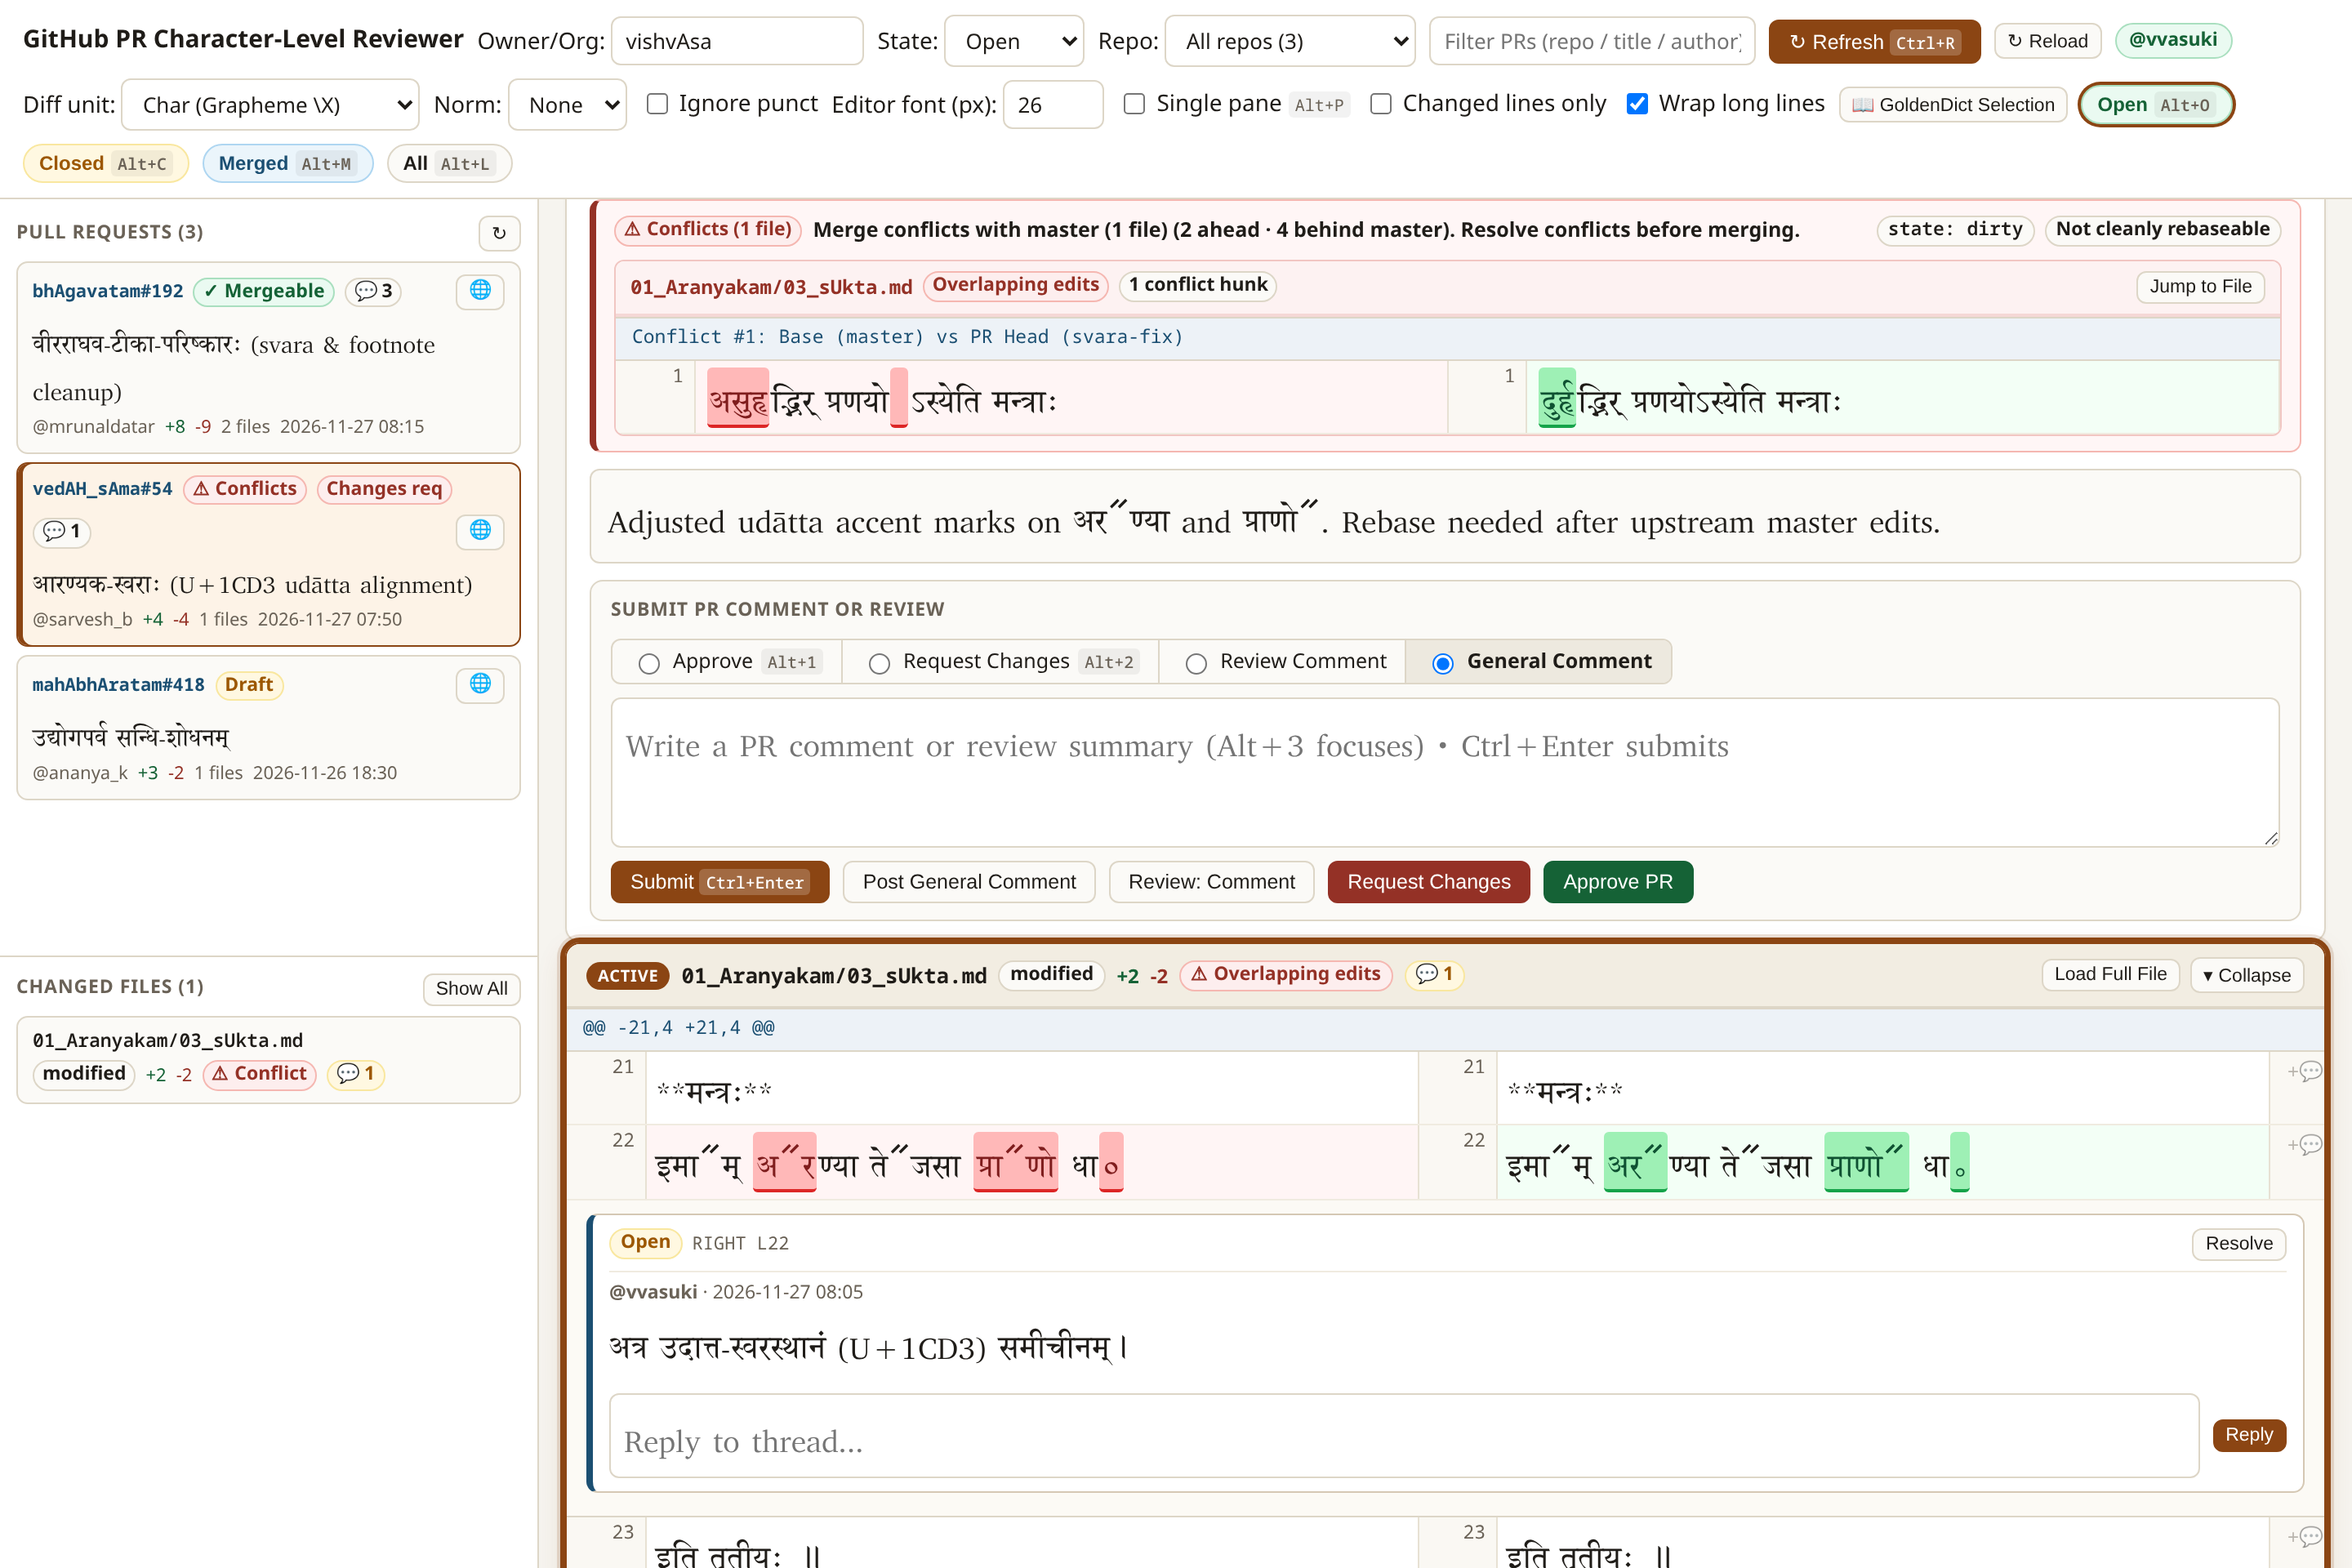 GitHub PR Character-Level Reviewer Owner/Org: vishvAsa State: Open Repo: All repos (3) Filter PRs (repo / title / author) ↻ Refresh Ctrl+R ↻ Reload @vvasuki
Diff unit: Char (Grapheme \X) Norm: None Ignore punct Editor font (px): 26 Single pane Alt+P Changed lines only Wrap long lines 📖 GoldenDict Selection Open Alt+O
Closed Alt+C Merged Alt+M All Alt+L
PULL REQUESTS (3) ↻
bhAgavatam#192 ✓ Mergeable 💬 3 🌐
वीरराघव-टीका-परिष्कारः (svara & footnote
cleanup)
@mrunaldatar +8 -9 2 files 2026-11-27 08:15
vedAH_sAma#54 ⚠ Conflicts Changes req
💬 1 🌐
आरण्यक-स्वराः (U+1CD3 udātta alignment)
@sarvesh_b +4 -4 1 files 2026-11-27 07:50
mahAbhAratam#418 Draft 🌐
उद्योगपर्व सन्धि-शोधनम्
@ananya_k +3 -2 1 files 2026-11-26 18:30
CHANGED FILES (1) Show All
01_Aranyakam/03_sUkta.md
modified +2 -2 ⚠ Conflict 💬 1
⚠ Conflicts (1 file) Merge conflicts with master (1 file) (2 ahead · 4 behind master). Resolve conflicts before merging. state: dirty Not cleanly rebaseable
01_Aranyakam/03_sUkta.md Overlapping edits 1 conflict hunk Jump to File
Conflict #1: Base (master) vs PR Head (svara-fix)
1 असुहृद्भिर् प्रणयो ऽस्येति मन्त्राः 1 दुर्हृद्भिर् प्रणयोऽस्येति मन्त्राः
Adjusted udātta accent marks on अर᳓ण्या and प्राणो᳓. Rebase needed after upstream master edits.
SUBMIT PR COMMENT OR REVIEW
Approve Alt+1 Request Changes Alt+2 Review Comment General Comment
Write a PR comment or review summary (Alt+3 focuses) • Ctrl+Enter submits
Submit Ctrl+Enter Post General Comment Review: Comment Request Changes Approve PR
ACTIVE 01_Aranyakam/03_sUkta.md modified +2 -2 ⚠ Overlapping edits 💬 1 Load Full File ▾ Collapse
@@ -21,4 +21,4 @@
21 **मन्त्रः** 21 **मन्त्रः** +💬
22 इमा᳓म् अ᳓रण्या ते᳓जसा प्रा᳓णो धा० 22 इमा᳓म् अर᳓ण्या ते᳓जसा प्राणो᳓ धा॰ +💬
Open RIGHT L22 Resolve
@vvasuki · 2026-11-27 08:05
अत्र उदात्त-स्वरस्थानं (U+1CD3) समीचीनम्।
Reply to thread... Reply
23 इति तृतीयः ॥ 23 इति तृतीयः ॥ +💬